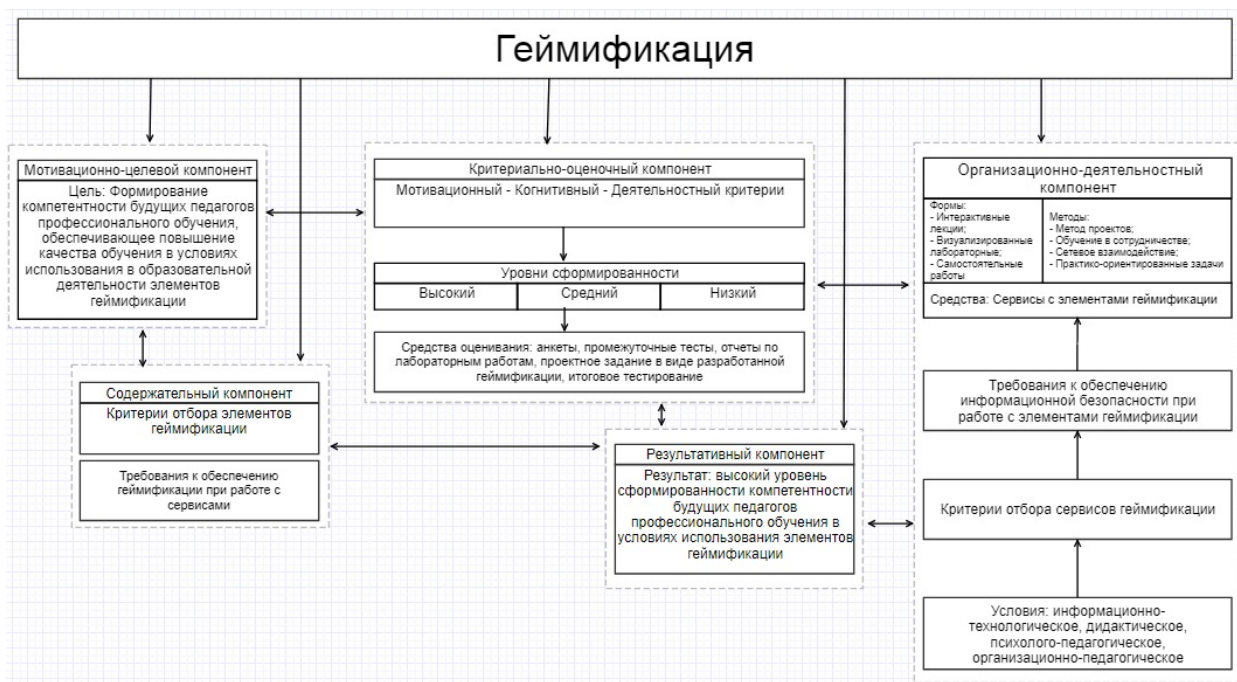 Геймификация
Мотивационно-целевой компонент
Цель: Формирование
компетентности будущих педагогов
профессионального обучения,
обеспечивающее повышение
качества обучения в условиях
использования в образовательной
деятельности элементов
геймификации
Содержательный компонент
Критерии отбора элементов
геймификации
Требования к обеспечению
геймификации при работе с
сервисами
Критериально-оценочный компонент
Мотивационный - Когнитивный - Деятельностный критерии
Уровни сформированности
Высокий
Средний
Низкий
Средства оценивания: анкеты, промежуточные тесты, отчеты по
лабораторным работам, проектное задание в виде разработанной
геймификации, итоговое тестирование
Результативный компонент
Результат: высокий уровень
сформированности компетентности
будущих педагогов
профессионального обучения в
условиях использования элементов
геймификации
Организационно-деятельностный
компонент
Формы:
- Интерактивные
лекции;
- Визуализированные
лабораторные;
- Самостоятельные
работы
Методы:
- Метод проектов;
- Обучение в сотрудничестве;
- Сетевое взаимодействие;
- Практико-ориентированные задачи
Средства: Сервисы с элементами геймификации
Требования к обеспечению
информационной безопасности при
работе с элементами геймификации
Критерии отбора сервисов геймификации
Условия: информационно-
технологическое, дидактическое,
психолого-педагогическое,
организационно-педагогическое